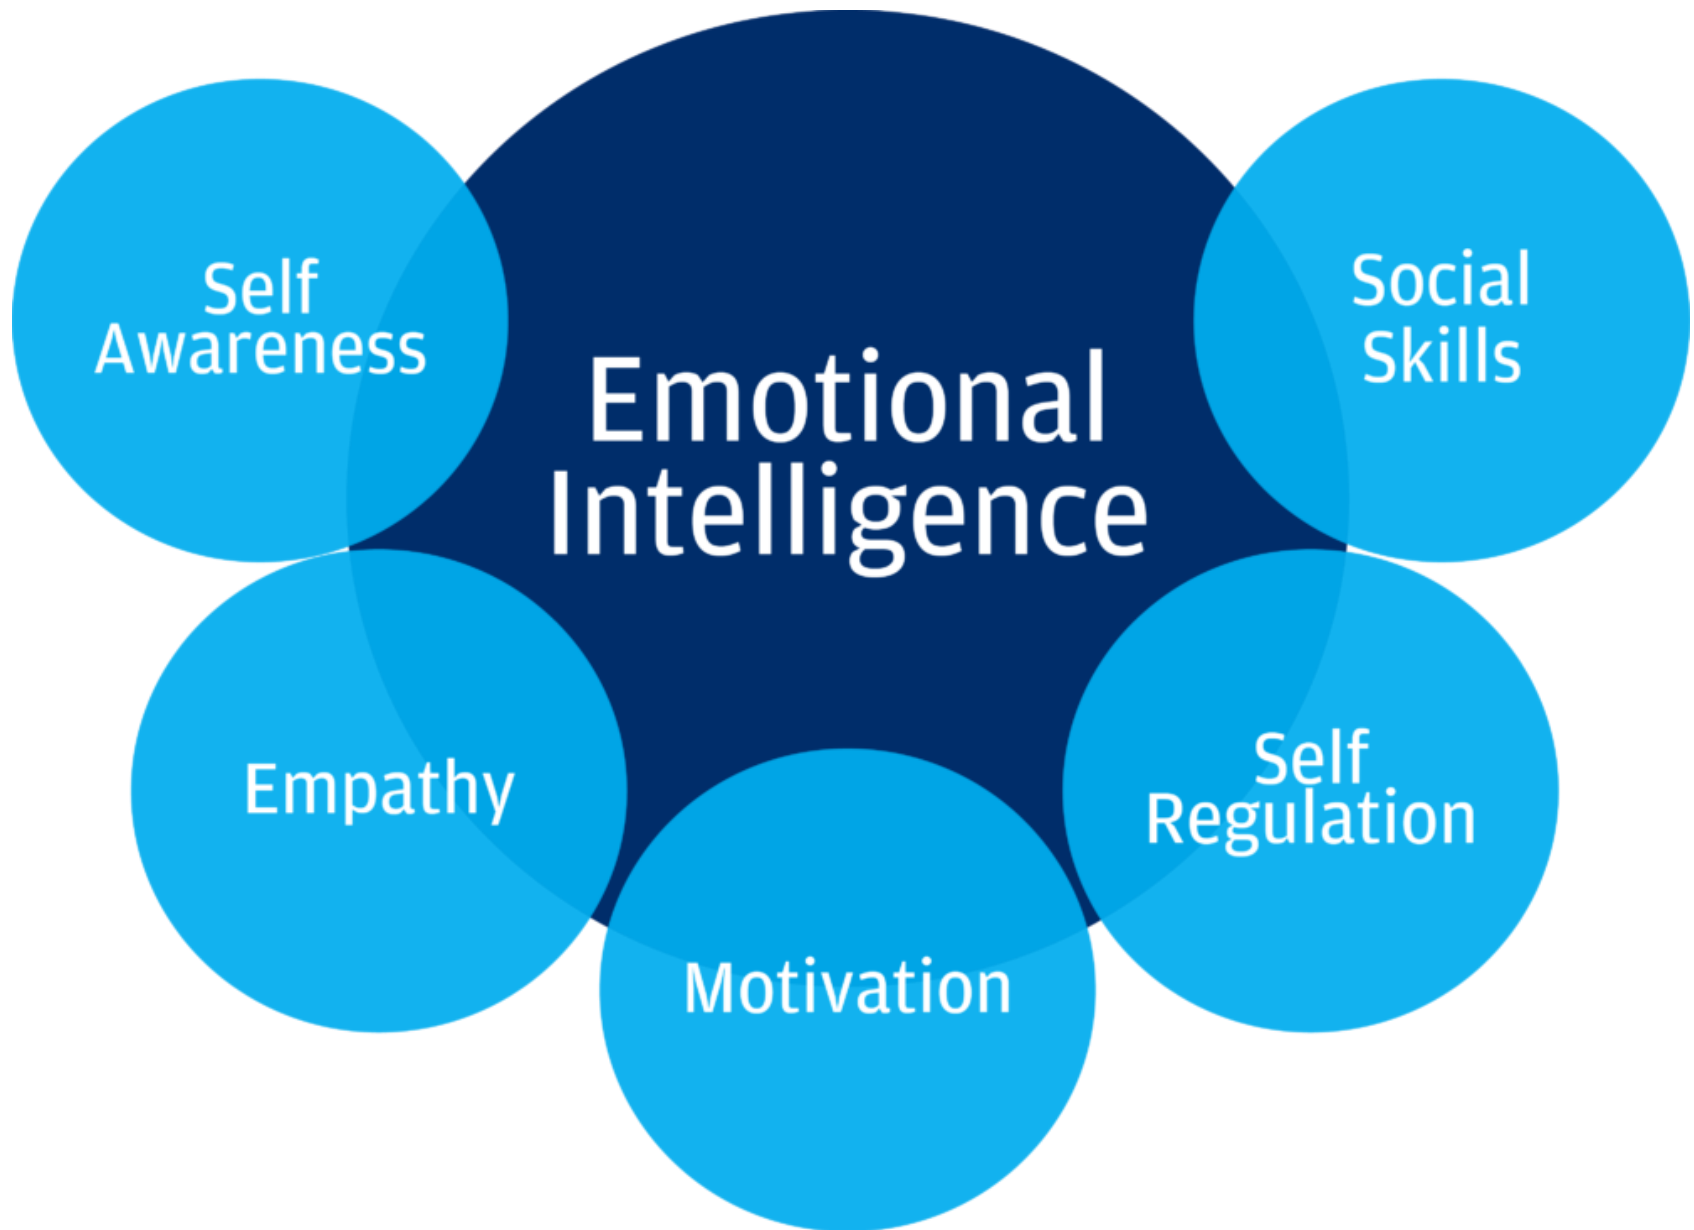 Self
Awareness
Emotional
Intelligence
Social
Skills
Empathy
Motivation
Self
Regulation